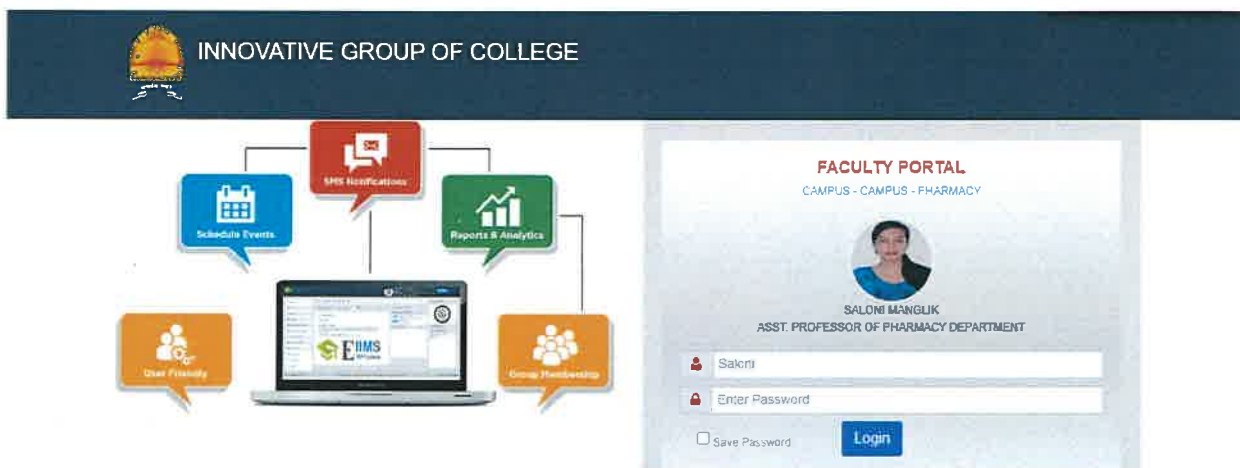 INNOVATIVE GROUP OF COLLEGE
SMS Notifications
Schedule Events
Reports & Analytics
User Friendly
Group Membership
EIIMS
FACULTY PORTAL
CAMPUS - CAMPUS - PHARMACY
SALONI MANGLIK
ASST. PROFESSOR OF PHARMACY DEPARTMENT
Saloni
Enter Password
Save Password
Login